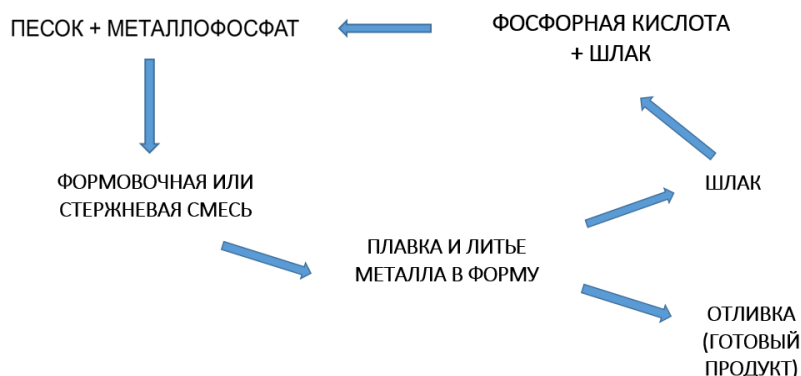 ПЕСОК + МЕТАЛЛОФОСФАТ
ФОСФОРНАЯ КИСЛОТА
+ ШЛАК
ФОРМОВОЧНАЯ ИЛИ
СТЕРЖНЕВАЯ СМЕСЬ
ШЛАК
ПЛАВКА И ЛИТЬЕ
МЕТАЛЛА В ФОРМУ
ОТЛИВКА
(ГОТОВЫЙ
ПРОДУКТ)